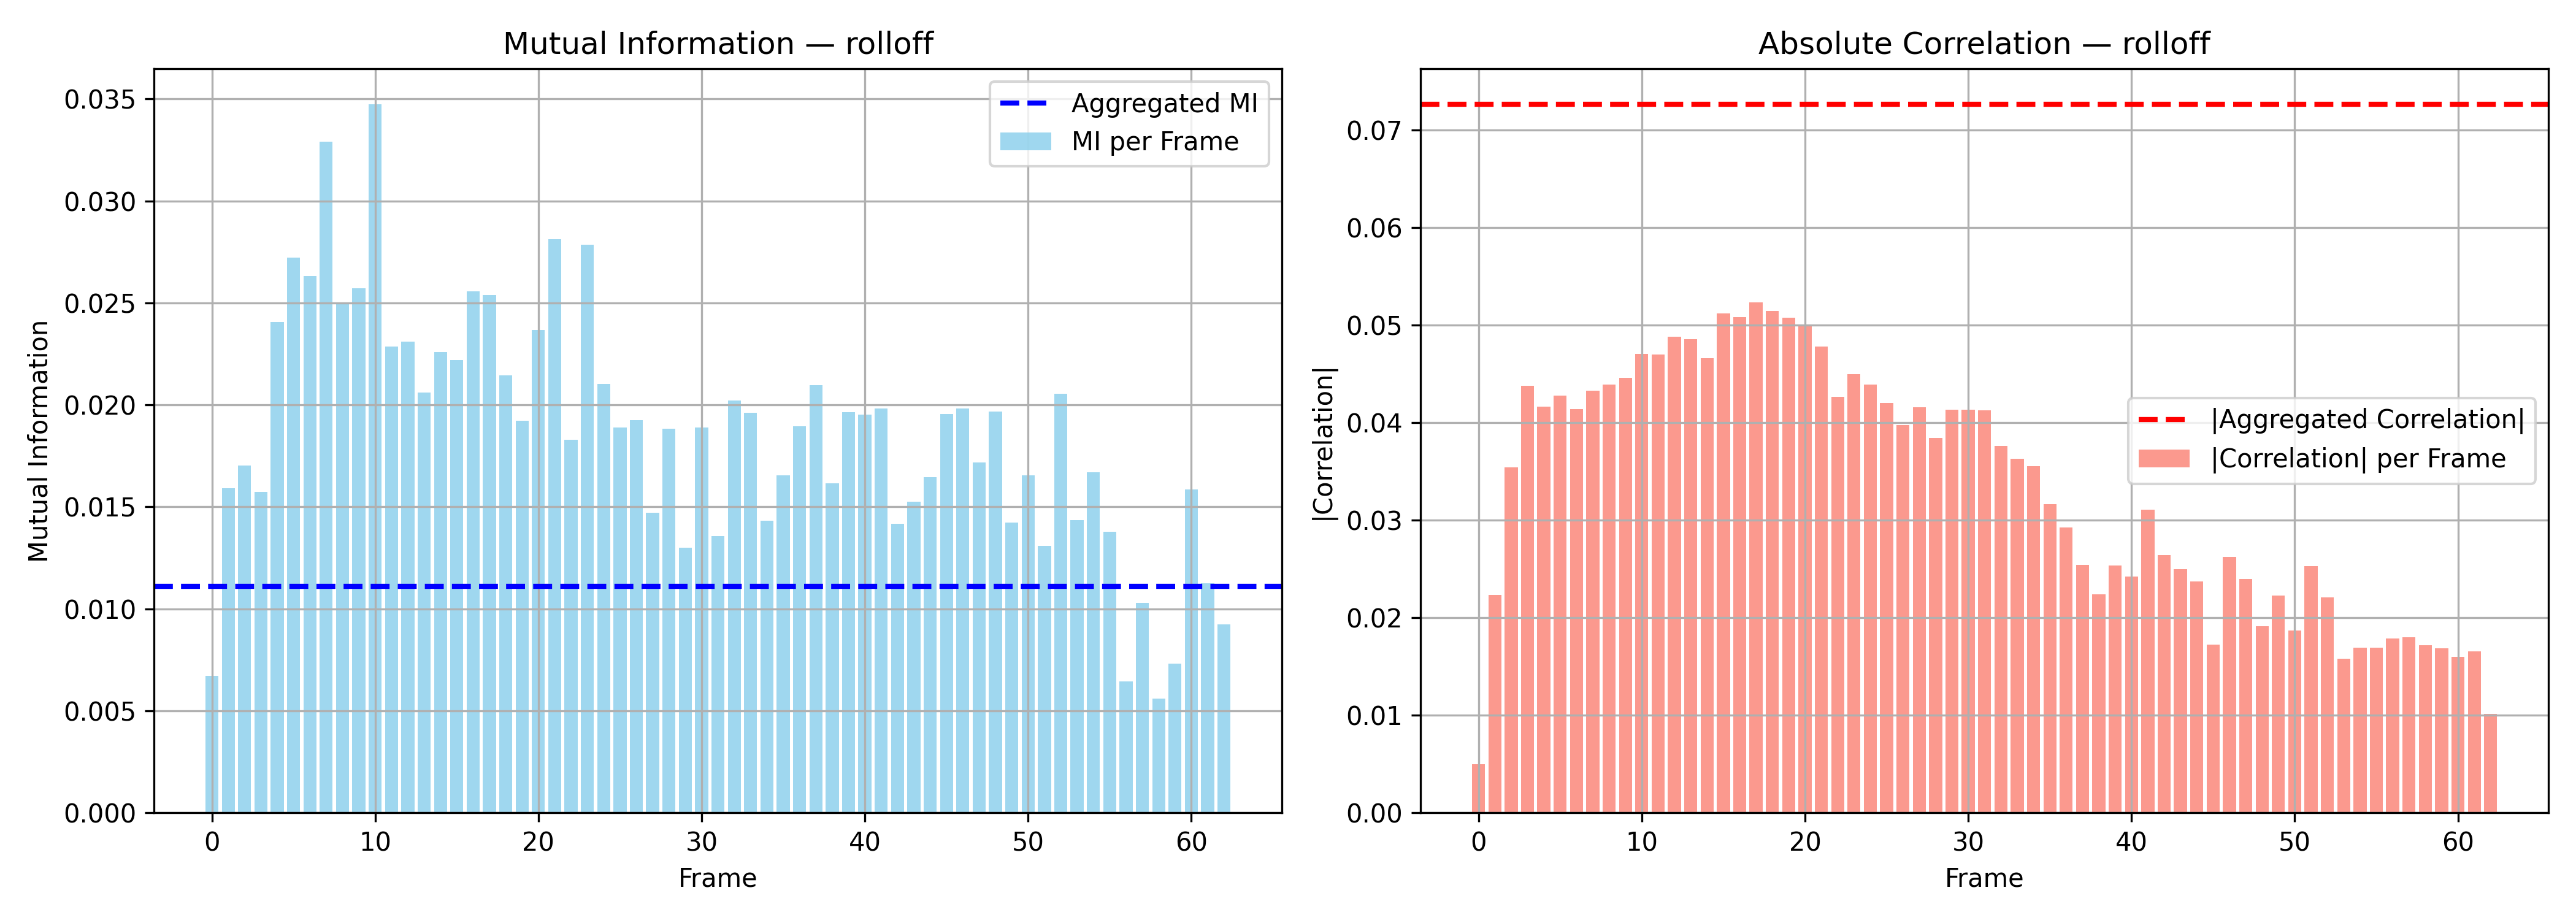 Mutual Information — rolloff
Mutual Information
0.035
0.030
0.025
0.020
0.015
0.010
0.005
0.000
Aggregated MI
MI per Frame
0 10 20 30 40 50 60
Frame
Absolute Correlation — rolloff
|Correlation|
0.07
0.06
0.05
0.04
0.03
0.02
0.01
0.00
|Aggregated Correlation|
|Correlation| per Frame
0 10 20 30 40 50 60
Frame